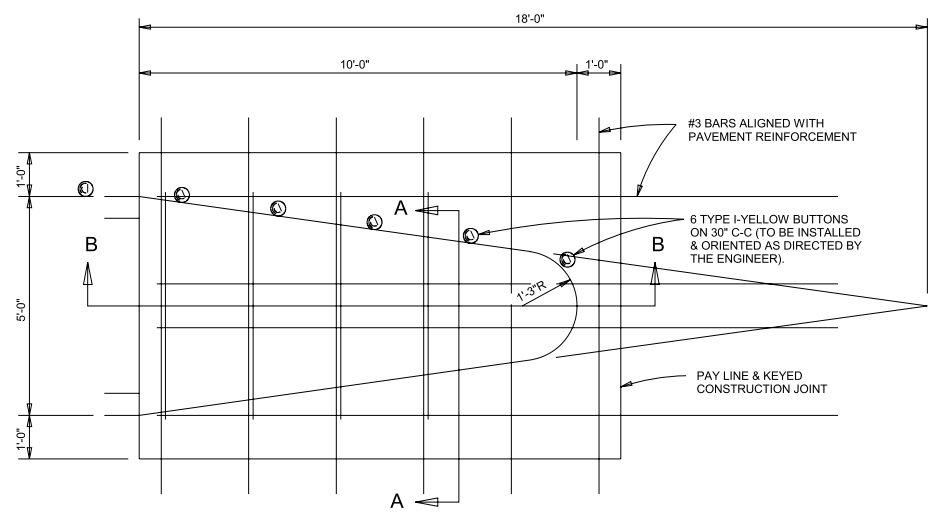 18'-0"
10'-0"
1'-0"
#3 BARS ALIGNED WITH
PAVEMENT REINFORCEMENT
1'-0"
A
6 TYPE I-YELLOW BUTTONS
ON 30" C-C (TO BE INSTALLED
& ORIENTED AS DIRECTED BY
THE ENGINEER).
B
B
1'-3"R
5'-0"
PAY LINE & KEYED
CONSTRUCTION JOINT
1'-0"
A